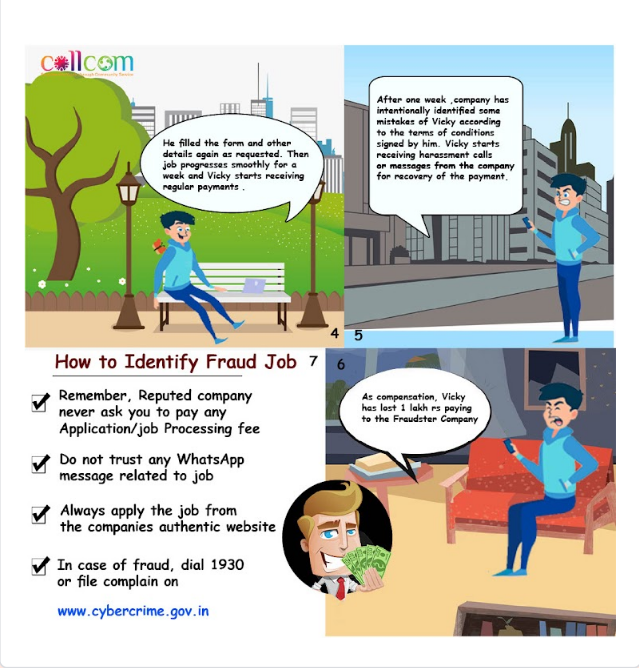 collcom
He filled the form and other
details again as requested. Then
job progresses smoothly for a
week and Vicky starts receiving
regular payments .
4
After one week ,company has
intentionally identified some
mistakes of Vicky according
to the terms of conditions
signed by him. Vicky starts
receiving harassment calls
or messages from the company
for recovery of the payment.
5
6
As compensation, Vicky
has lost 1 lakh rs paying
to the Fraudster Company
How to Identify Fraud Job 7
Remember, Reputed company
never ask you to pay any
Application/job Processing fee
Do not trust any WhatsApp
message related to job
Always apply the job from
the companies authentic website
In case of fraud, dial 1930
or file complain on
www.cybercrime.gov.in